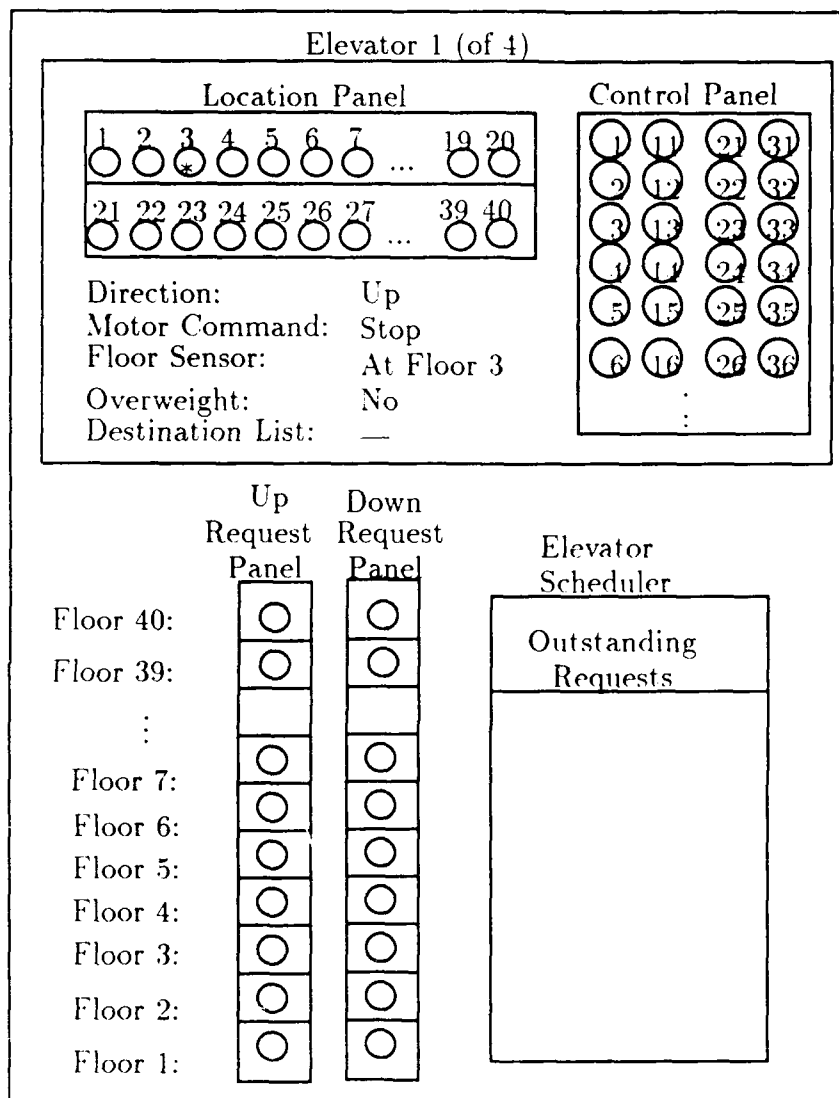 Elevator 1 (of 4)
Location Panel
1 2 3 4 5 6 7 ... 19 20
*
21 22 23 24 25 26 27 ... 39 40
Direction: Up
Motor Command: Stop
Floor Sensor: At Floor 3
Overweight: No
Destination List: —
Control Panel
1 11 21 31
2 12 22 32
3 13 23 33
4 14 24 34
5 15 25 35
6 16 26 36
⋮
Up
Request
Panel
Down
Request
Panel
Floor 40:
Floor 39:
⋮
Floor 7:
Floor 6:
Floor 5:
Floor 4:
Floor 3:
Floor 2:
Floor 1:
Elevator
Scheduler
Outstanding
Requests